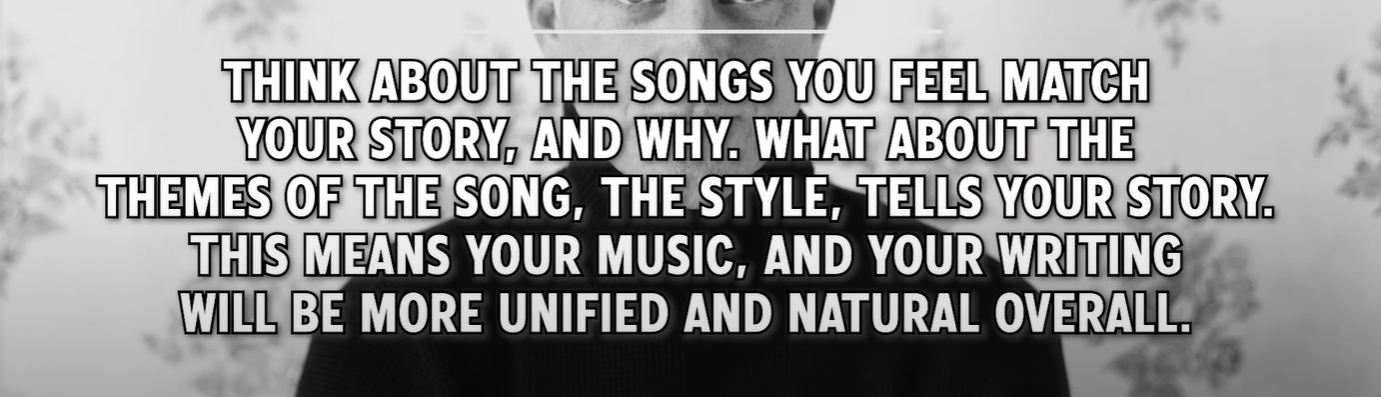 THINK ABOUT THE SONGS YOU FEEL MATCH
YOUR STORY, AND WHY. WHAT ABOUT THE
THEMES OF THE SONG, THE STYLE, TELLS YOUR STORY.
THIS MEANS YOUR MUSIC, AND YOUR WRITING
WILL BE MORE UNIFIED AND NATURAL OVERALL.